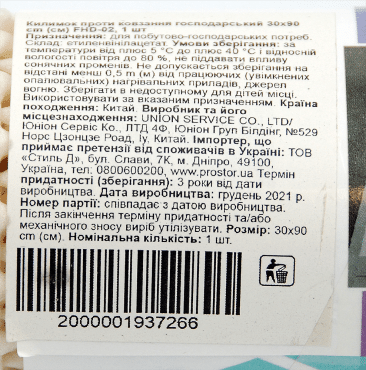 Килимок проти ковзання господарський 30х90
cm (см) FHD-02, 1 шт
Призначення: для побутово-господарських потреб.
Склад: етиленвінілацетат. Умови зберігання: за
температури від плюс 5 °C до плюс 40 °C і відносній
вологості повітря до 80 %, не піддавати впливу
сонячних променів. Не допускається зберігання на
відстані менш 0,5 m (м) від працюючих (увімкнених
опалювальних) нагрівальних приладів, джерел
вогню. Зберігати в недоступному для дітей місці.
Використовувати за вказаним призначенням. Країна
походження: Китай. Виробник та його
місцезнаходження: UNION SERVICE CO., LTD/
Юніон Сервіс Ко., ЛТД 4Ф, Юніон Груп Білдінг, №529
Норс Цзонцзе Роад, Іу, Китай. Імпортер, що
приймає претензії від споживачів в Україні: ТОВ
«Стиль Д», бул. Слави, 7К, м. Дніпро, 49100,
Україна, тел: 0800600200, www.prostor.ua Термін
придатності (зберігання): 3 роки від дати
виробництва. Дата виробництва: грудень 2021 р.
Номер партії: співпадає з датою виробництва.
Після закінчення терміну придатності та/або
механічного зносу виріб утилізувати. Розмір: 30х90
cm (см). Номінальна кількість: 1 шт.
2000001937266